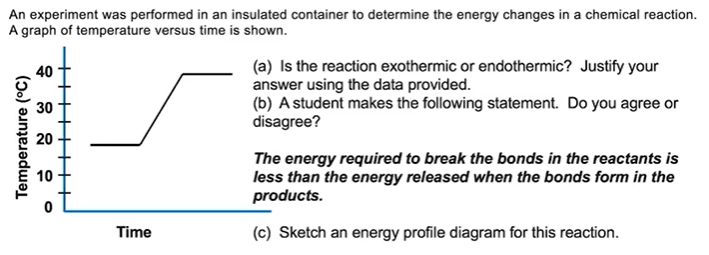 An experiment was performed in an insulated container to determine the energy changes in a chemical reaction.
A graph of temperature versus time is shown.
Temperature (°C)
40
30
20
10
0
Time
(a) Is the reaction exothermic or endothermic? Justify your
answer using the data provided.
(b) A student makes the following statement. Do you agree or
disagree?
The energy required to break the bonds in the reactants is
less than the energy released when the bonds form in the
products.
(c) Sketch an energy profile diagram for this reaction.